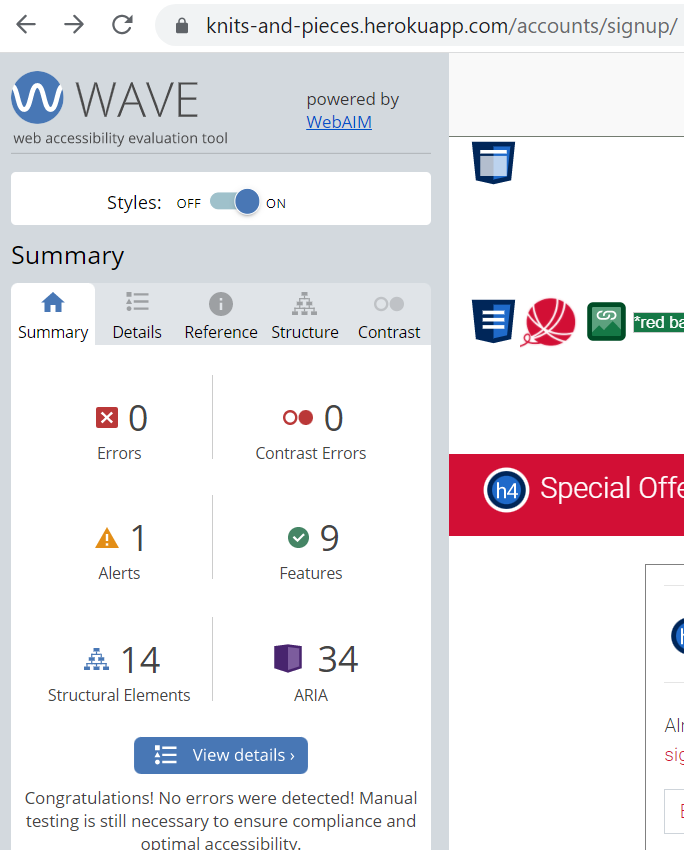 knits-and-pieces.herokuapp.com/accounts/signup/
WAVE
web accessibility evaluation tool
powered by
WebAIM
Styles: OFF ON
Summary
Summary Details Reference Structure Contrast
0 0
Errors Contrast Errors
1 9
Alerts Features
14 34
Structural Elements ARIA
View details ›
Congratulations! No errors were detected! Manual
testing is still necessary to ensure compliance and
optimal accessibility.
*red ba
h4 Special Offe
Alr
sig